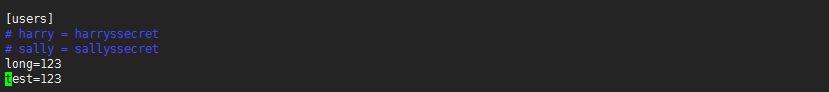 [users]
# harry = harryssecret
# sally = sallyssecret
long=123
test=123